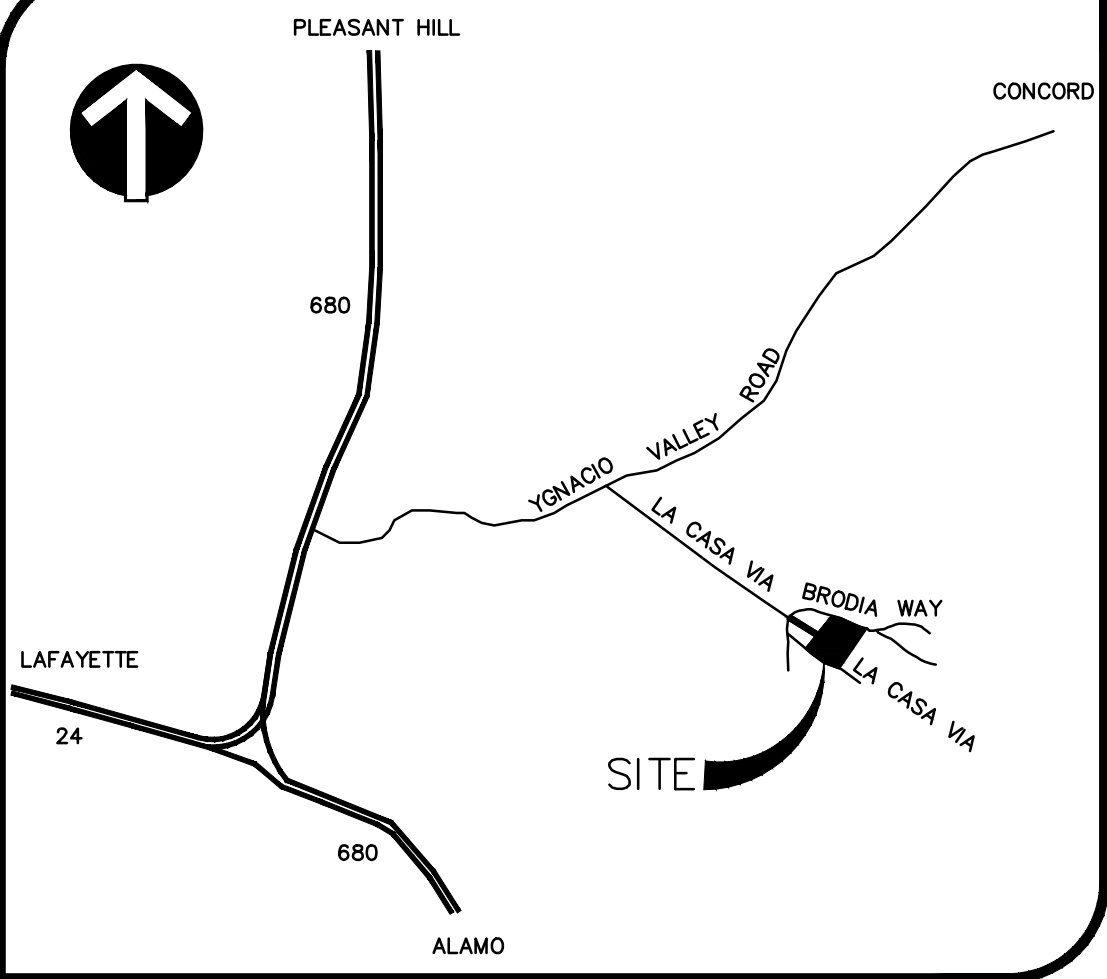 PLEASANT HILL
CONCORD
680
YGNACIO VALLEY ROAD
LA CASA VIA
BRODIA WAY
LAFAYETTE
LA CASA VIA
24
SITE
680
ALAMO